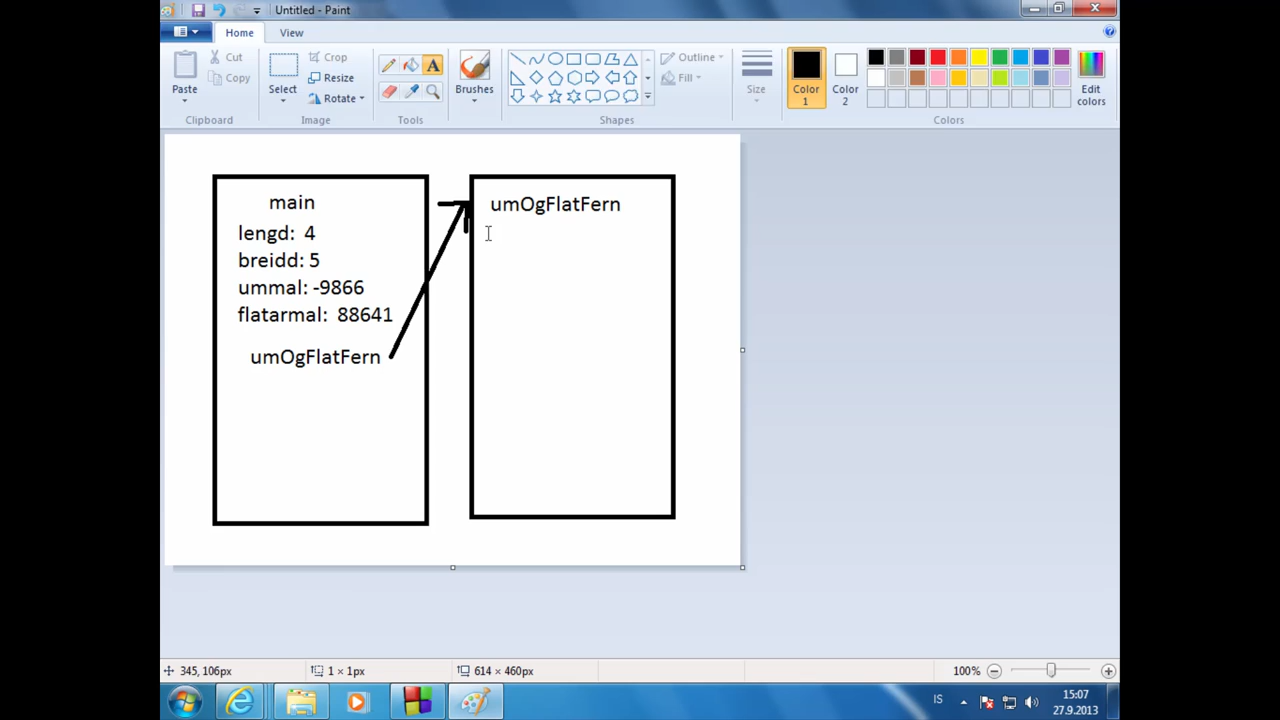 Untitled - Paint
Home
View
Paste
Cut
Copy
Clipboard
Select
Crop
Resize
Rotate
Image
A
Tools
Brushes
Outline
Fill
Shapes
Size
Color 1
Color 2
Edit colors
Colors
main
lengd: 4
breidd: 5
ummal: -9866
flatarmal: 88641
umOgFlatFern
umOgFlatFern
345, 106px
1 × 1px
614 × 460px
100%
IS
15:07
27.9.2013